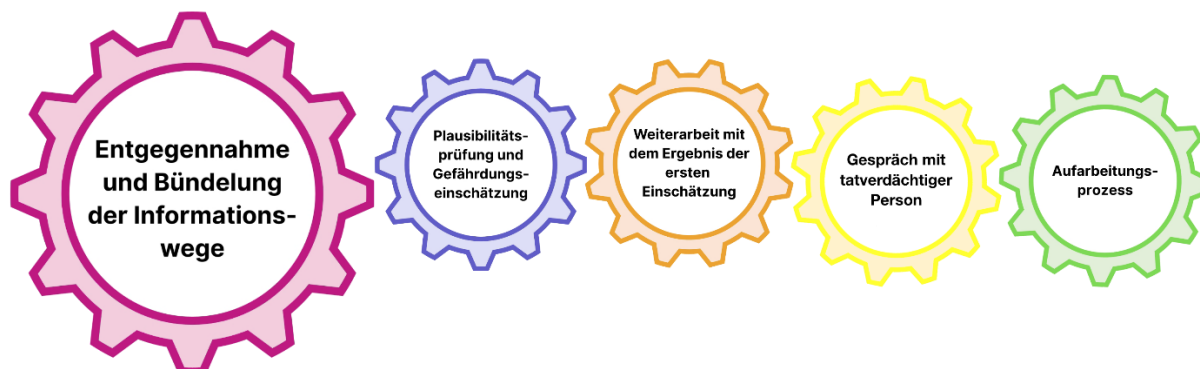 Entgegennahme
und Bündelung
der Informations-
wege
Plausibilitäts-
prüfung und
Gefährdungs-
einschätzung
Weiterarbeit mit
dem Ergebnis der
ersten
Einschätzung
Gespräch mit
tatverdächtiger
Person
Aufarbeitungs-
prozess